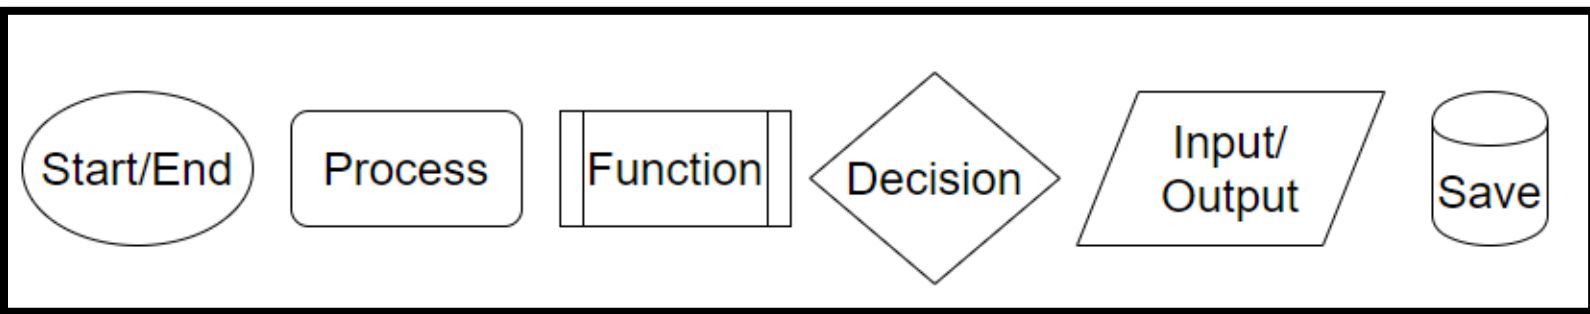 Start/End
Process
Function
Decision
Input/
Output
Save